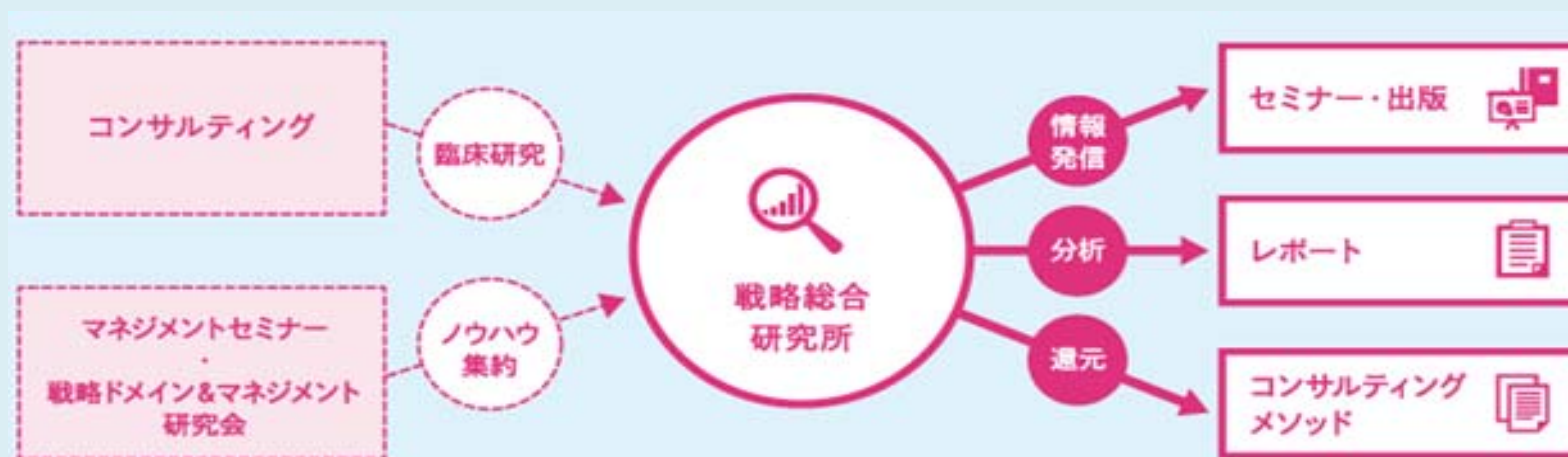 コンサルティング
臨床研究
マネジメントセミナー
・
戦略ドメイン&マネジメント
研究会
ノウハウ
集約
戦略総合
研究所
情報
発信
セミナー・出版
分析
レポート
還元
コンサルティング
メソッド